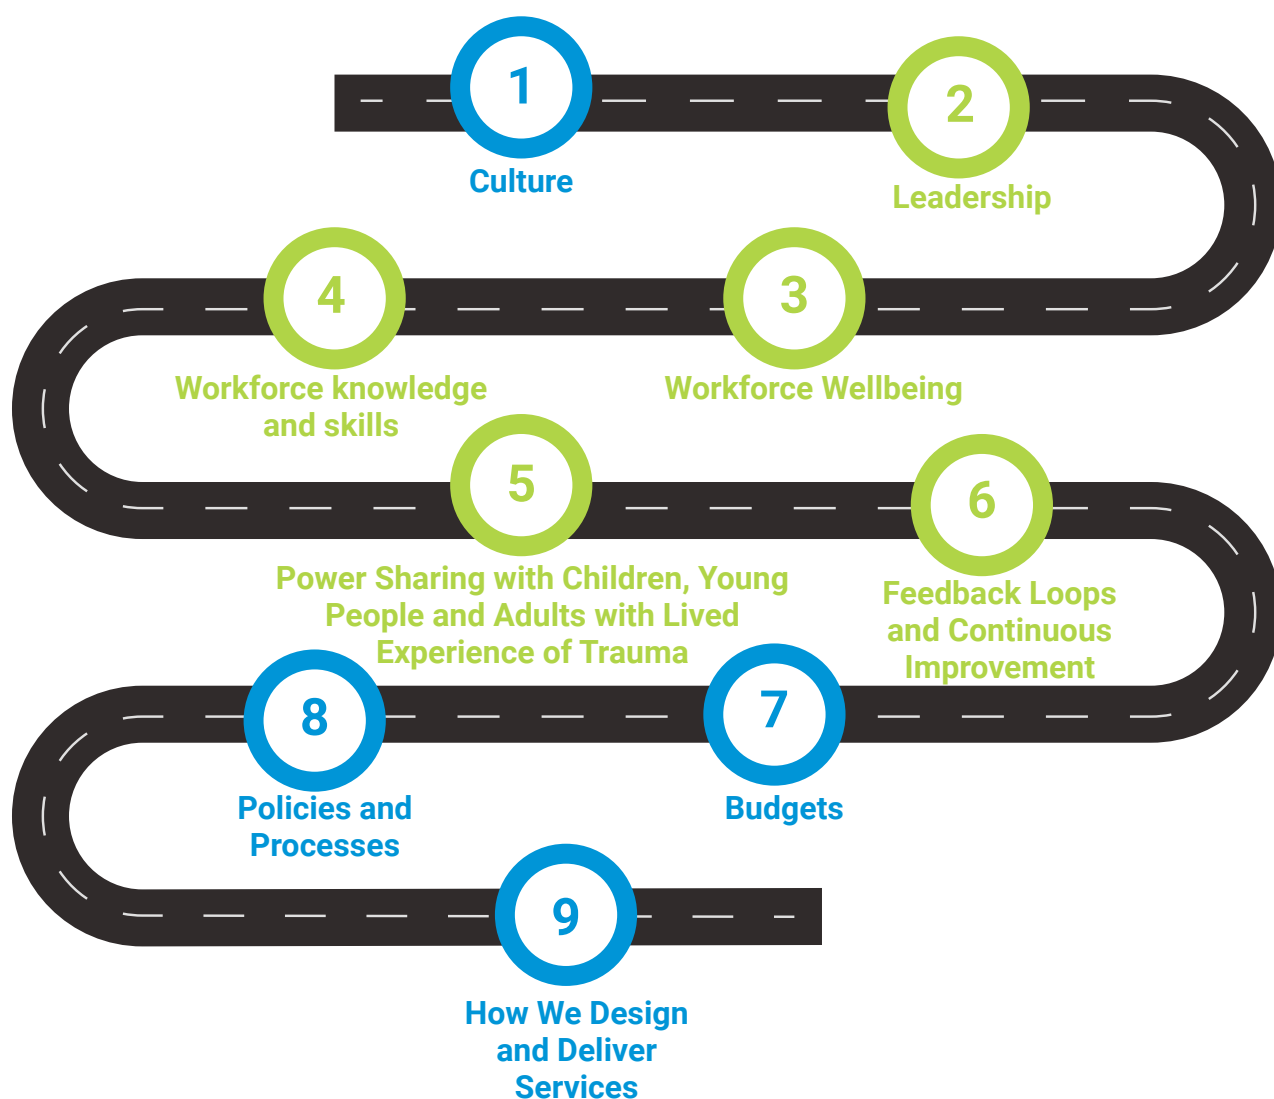 1
Culture
2
Leadership
3
Workforce Wellbeing
4
Workforce knowledge
and skills
5
Power Sharing with Children, Young
People and Adults with Lived
Experience of Trauma
6
Feedback Loops
and Continuous
Improvement
7
Budgets
8
Policies and
Processes
9
How We Design
and Deliver
Services